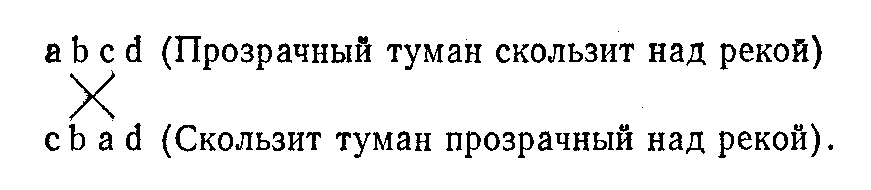 a b c d (Прозрачный туман скользит над рекой)
c b a d (Скользит туман прозрачный над рекой).